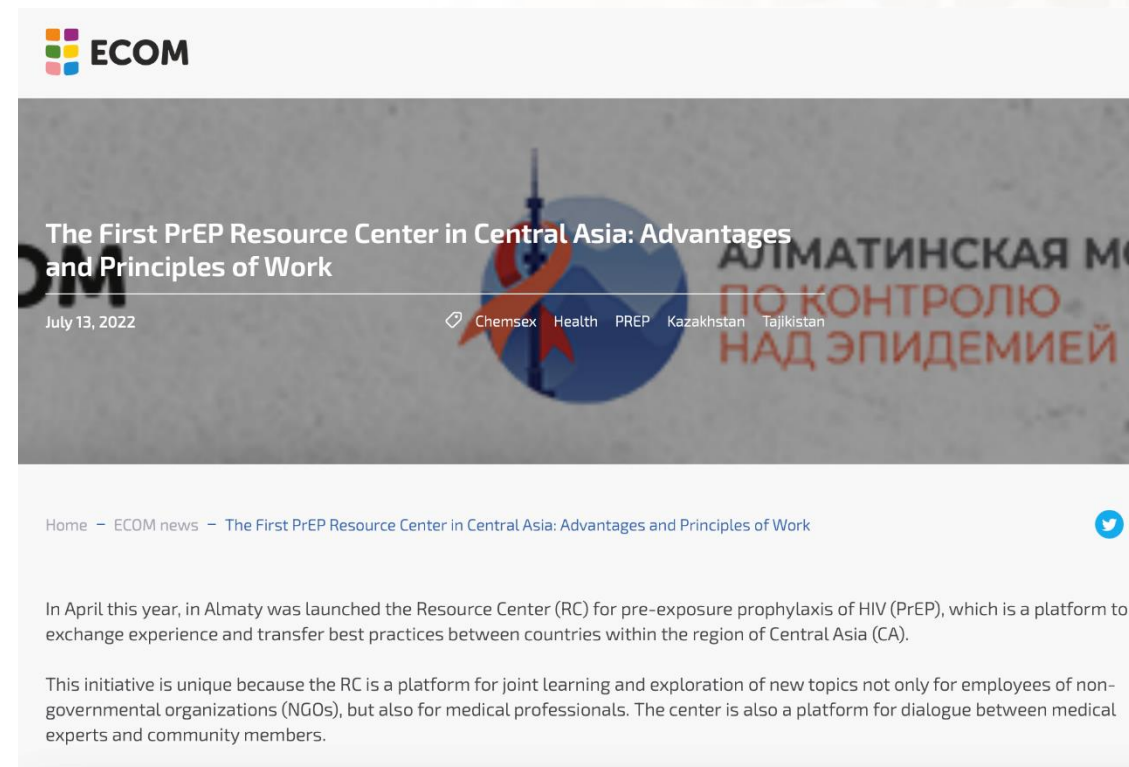 ECOM
The First PrEP Resource Center in Central Asia: Advantages
and Principles of Work
July 13, 2022
Chemsex Health PREP Kazakhstan Tajikistan
ОМ
АЛМАТИНСКАЯ
ПО КОНТРОЛЮ
НАД ЭПИДЕМИЕЙ
Home – ECOM news – The First PrEP Resource Center in Central Asia: Advantages and Principles of Work
In April this year, in Almaty was launched the Resource Center (RC) for pre-exposure prophylaxis of HIV (PrEP), which is a platform to
exchange experience and transfer best practices between countries within the region of Central Asia (CA).
This initiative is unique because the RC is a platform for joint learning and exploration of new topics not only for employees of non-
governmental organizations (NGOs), but also for medical professionals. The center is also a platform for dialogue between medical
experts and community members.